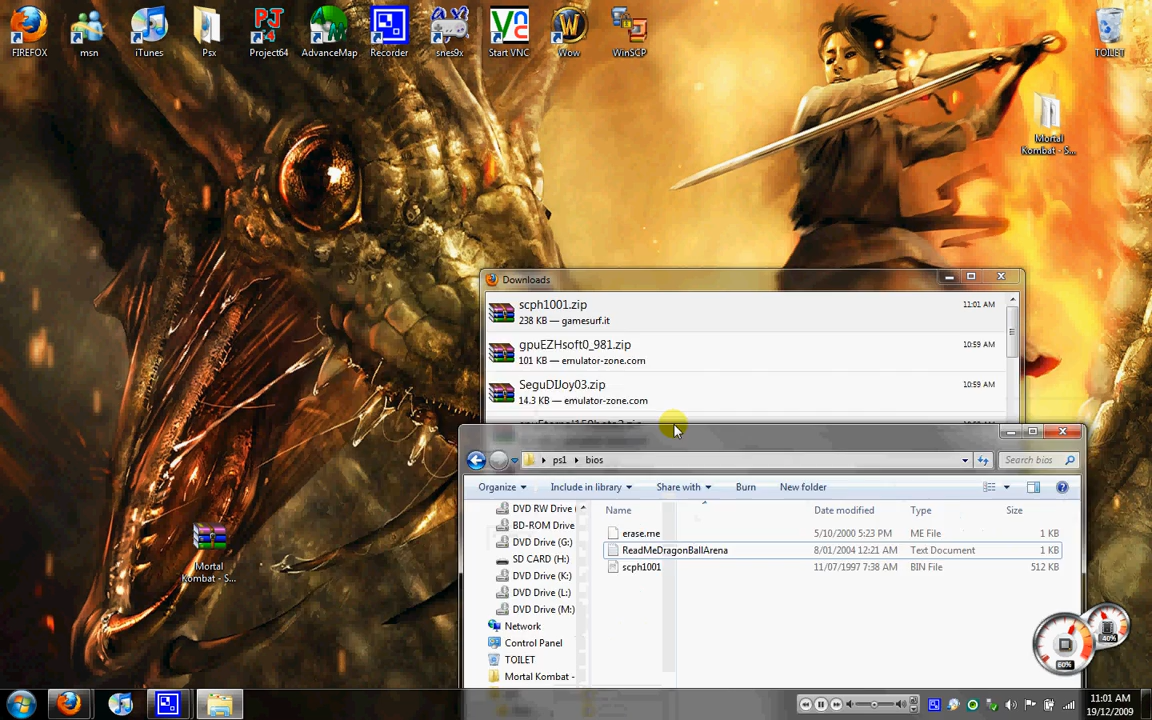 FIREFOX
msn
iTunes
Psx
Project64
AdvanceMap
Recorder
snes9x
Start VNC
Wow
WinSCP
TOILET
Mortal
Kombat - S...
Downloads
scph1001.zip
11:01 AM
238 KB — gamesurf.it
gpuEZHsoft0_981.zip
10:59 AM
101 KB — emulator-zone.com
SeguDIJoy03.zip
10:59 AM
14.3 KB — emulator-zone.com
ps1 bios
Search bios
Organize
Include in library
Share with
Burn
New folder
Name
Date modified
Type
Size
DVD RW Drive (
BD-ROM Drive
DVD Drive (G:)
SD CARD (H:)
DVD Drive (K:)
DVD Drive (L:)
DVD Drive (M:)
Network
Control Panel
TOILET
Mortal Kombat -
erase.me 5/10/2000 5:23 PM ME File 1 KB
ReadMeDragonBallArena 8/01/2004 12:21 AM Text Document 1 KB
scph1001 11/07/1997 7:38 AM BIN File 512 KB
Mortal
Kombat - S...
60%
40%
11:01 AM
19/12/2009